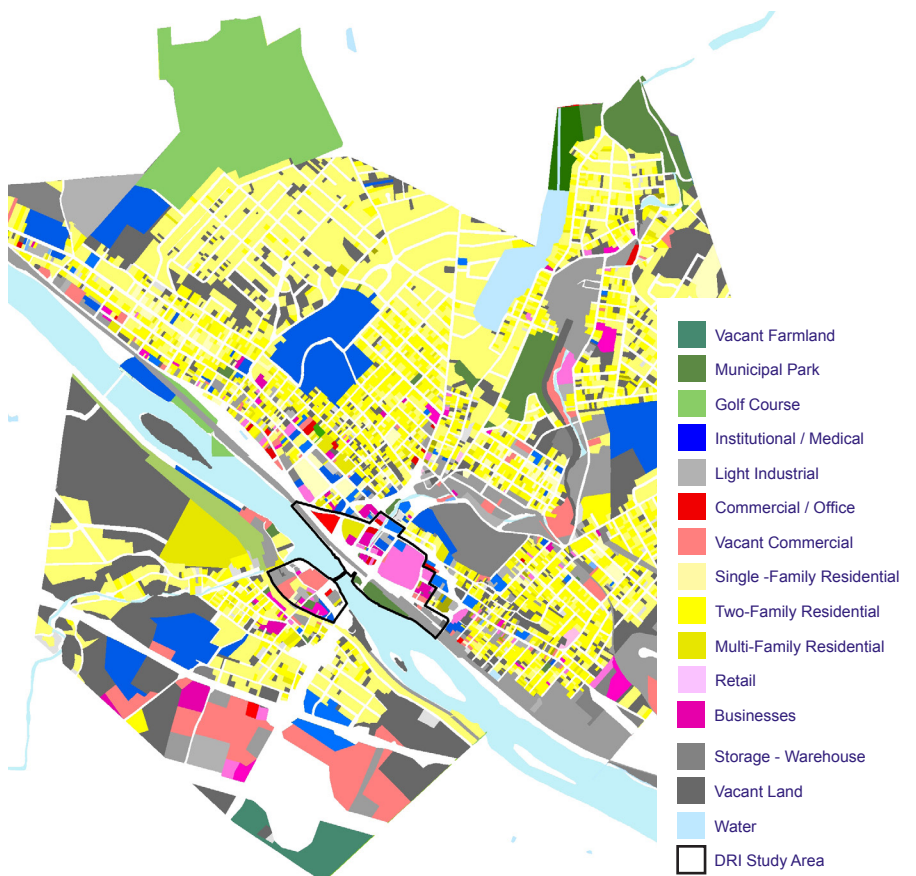 Vacant Farmland
Municipal Park
Golf Course
Institutional / Medical
Light Industrial
Commercial / Office
Vacant Commercial
Single -Family Residential
Two-Family Residential
Multi-Family Residential
Retail
Businesses
Storage - Warehouse
Vacant Land
Water
DRI Study Area